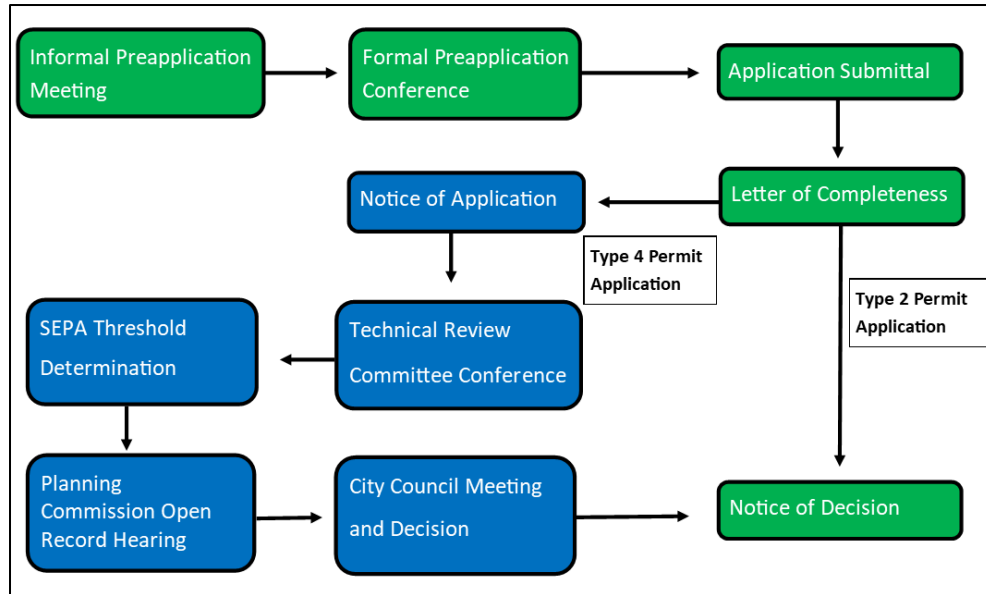 Informal Preapplication
Meeting
Formal Preapplication
Conference
Application Submittal
Notice of Application
Letter of Completeness
Type 4 Permit
Application
Type 2 Permit
Application
SEPA Threshold
Determination
Technical Review
Committee Conference
Planning
Commission Open
Record Hearing
City Council Meeting
and Decision
Notice of Decision